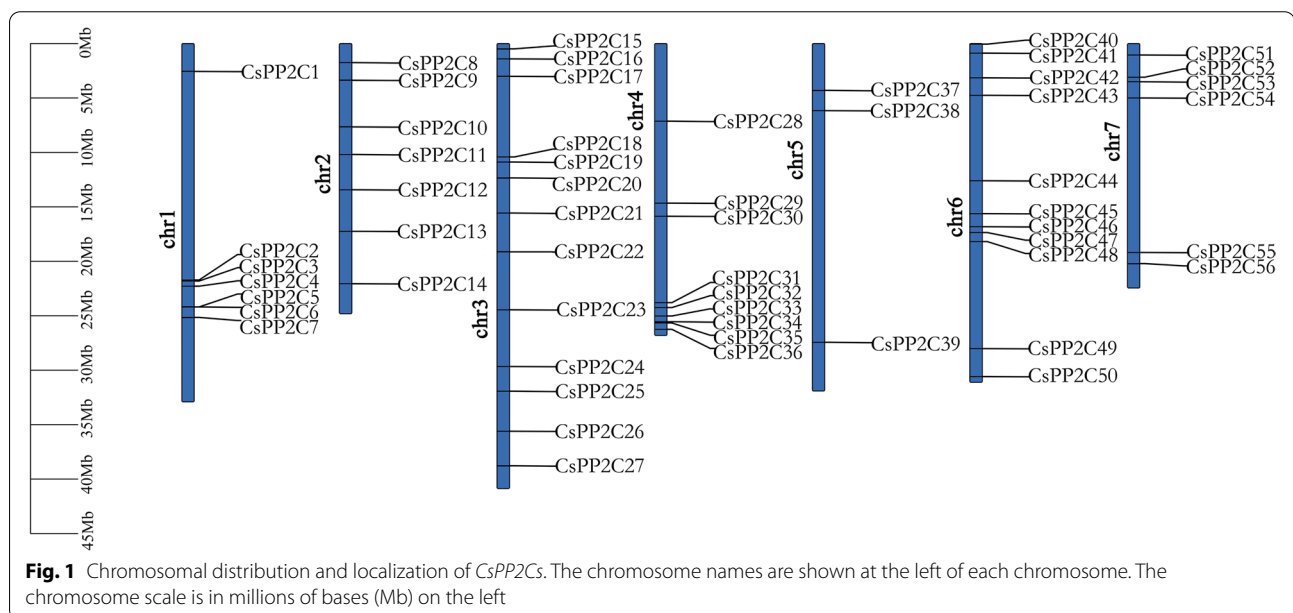 0Mb
5Mb
10Mb
15Mb
20Mb
25Mb
30Mb
35Mb
40Mb
45Mb
chr1
CsPP2C1
CsPP2C2
CsPP2C3
CsPP2C4
CsPP2C5
CsPP2C6
CsPP2C7
chr2
CsPP2C8
CsPP2C9
CsPP2C10
CsPP2C11
CsPP2C12
CsPP2C13
CsPP2C14
chr3
CsPP2C15
CsPP2C16
CsPP2C17
CsPP2C18
CsPP2C19
CsPP2C20
CsPP2C21
CsPP2C22
CsPP2C23
CsPP2C24
CsPP2C25
CsPP2C26
CsPP2C27
chr4
CsPP2C28
CsPP2C29
CsPP2C30
CsPP2C31
CsPP2C32
CsPP2C33
CsPP2C34
CsPP2C35
CsPP2C36
chr5
CsPP2C37
CsPP2C38
CsPP2C39
chr6
CsPP2C40
CsPP2C41
CsPP2C42
CsPP2C43
CsPP2C44
CsPP2C45
CsPP2C46
CsPP2C47
CsPP2C48
CsPP2C49
CsPP2C50
chr7
CsPP2C51
CsPP2C52
CsPP2C53
CsPP2C54
CsPP2C55
CsPP2C56
Fig. 1 Chromosomal distribution and localization of CsPP2Cs. The chromosome names are shown at the left of each chromosome. The
chromosome scale is in millions of bases (Mb) on the left